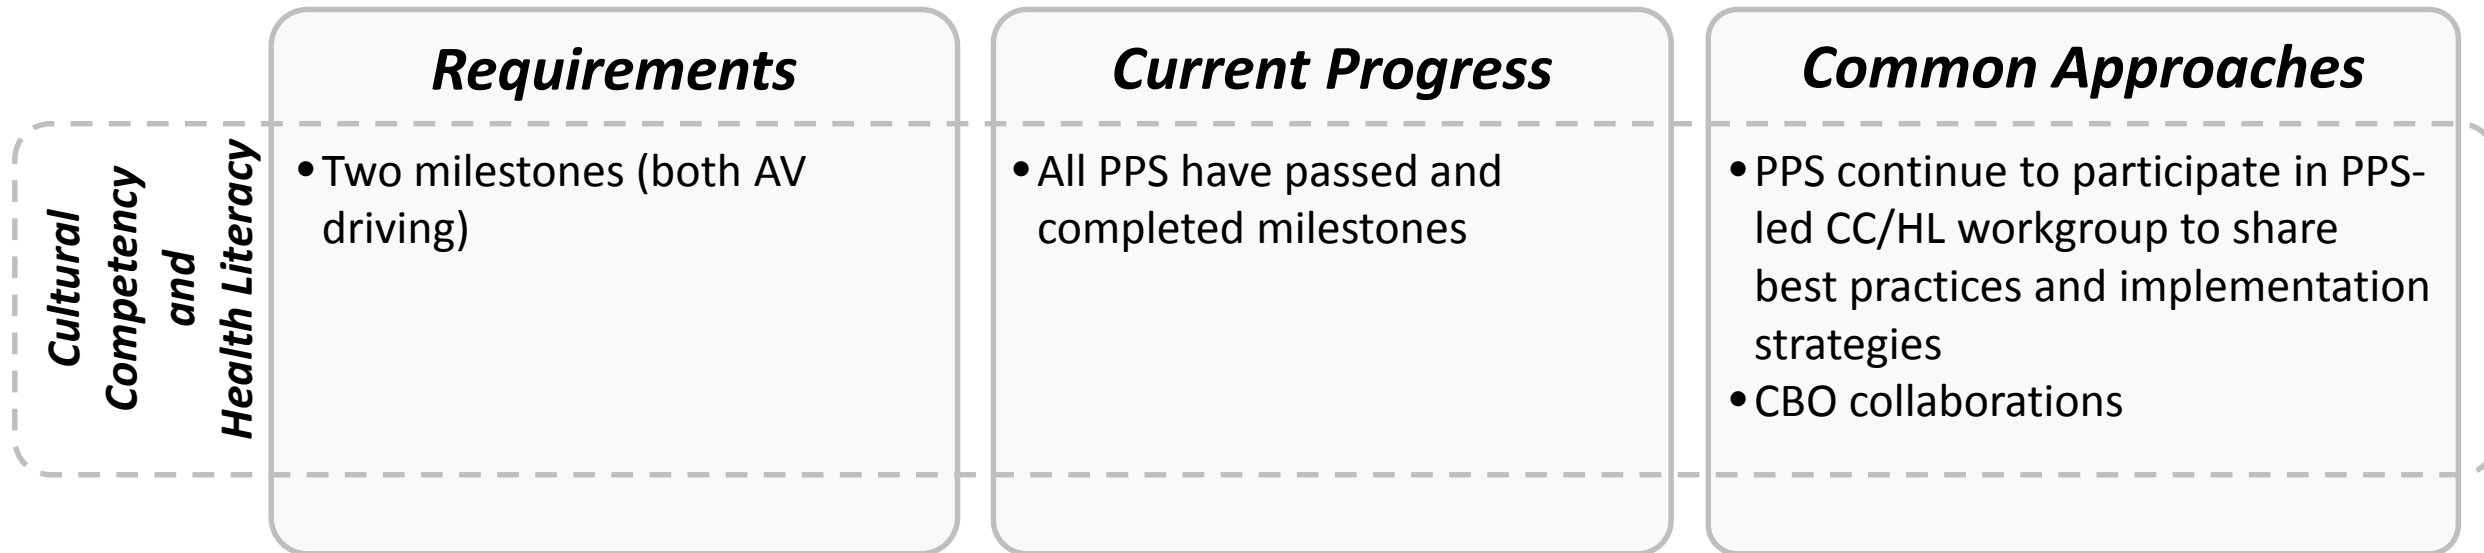 Requirements
Current Progress
Common Approaches
Cultural
Competency
and
Health Literacy
• Two milestones (both AV
driving)
• All PPS have passed and
completed milestones
• PPS continue to participate in PPS-
led CC/HL workgroup to share
best practices and implementation
strategies
• CBO collaborations